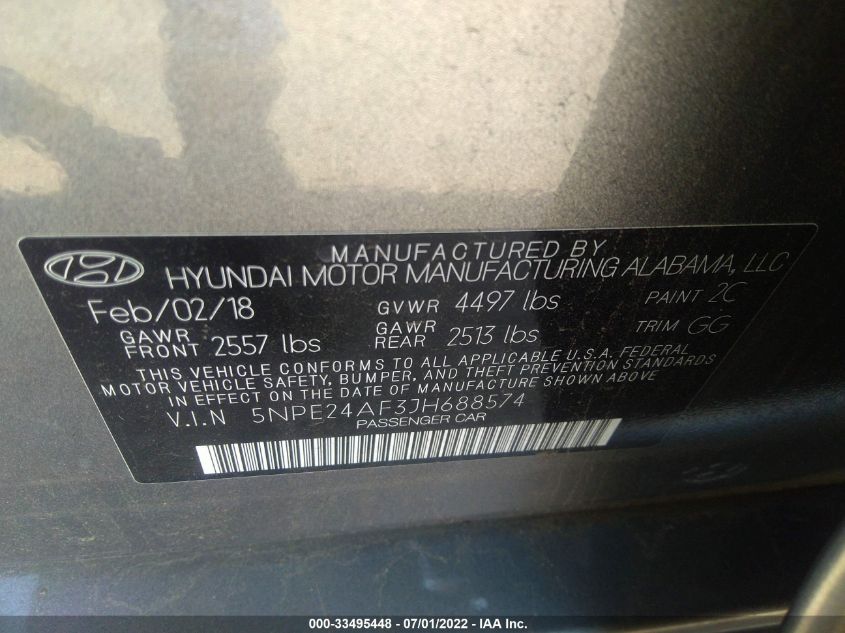 MANUFACTURED BY
HYUNDAI MOTOR MANUFACTURING ALABAMA, LLC
Feb/02/18 GVWR 4497 lbs PAINT 2C
GAWR FRONT 2557 lbs GAWR REAR 2513 lbs TRIM GG
THIS VEHICLE CONFORMS TO ALL APPLICABLE U.S.A. FEDERAL
MOTOR VEHICLE SAFETY, BUMPER, AND THEFT PREVENTION STANDARDS
IN EFFECT ON THE DATE OF MANUFACTURE SHOWN ABOVE
V.I.N 5NPE24AF3JH688574
PASSENGER CAR
000-33495448 - 07/01/2022 - IAA Inc.